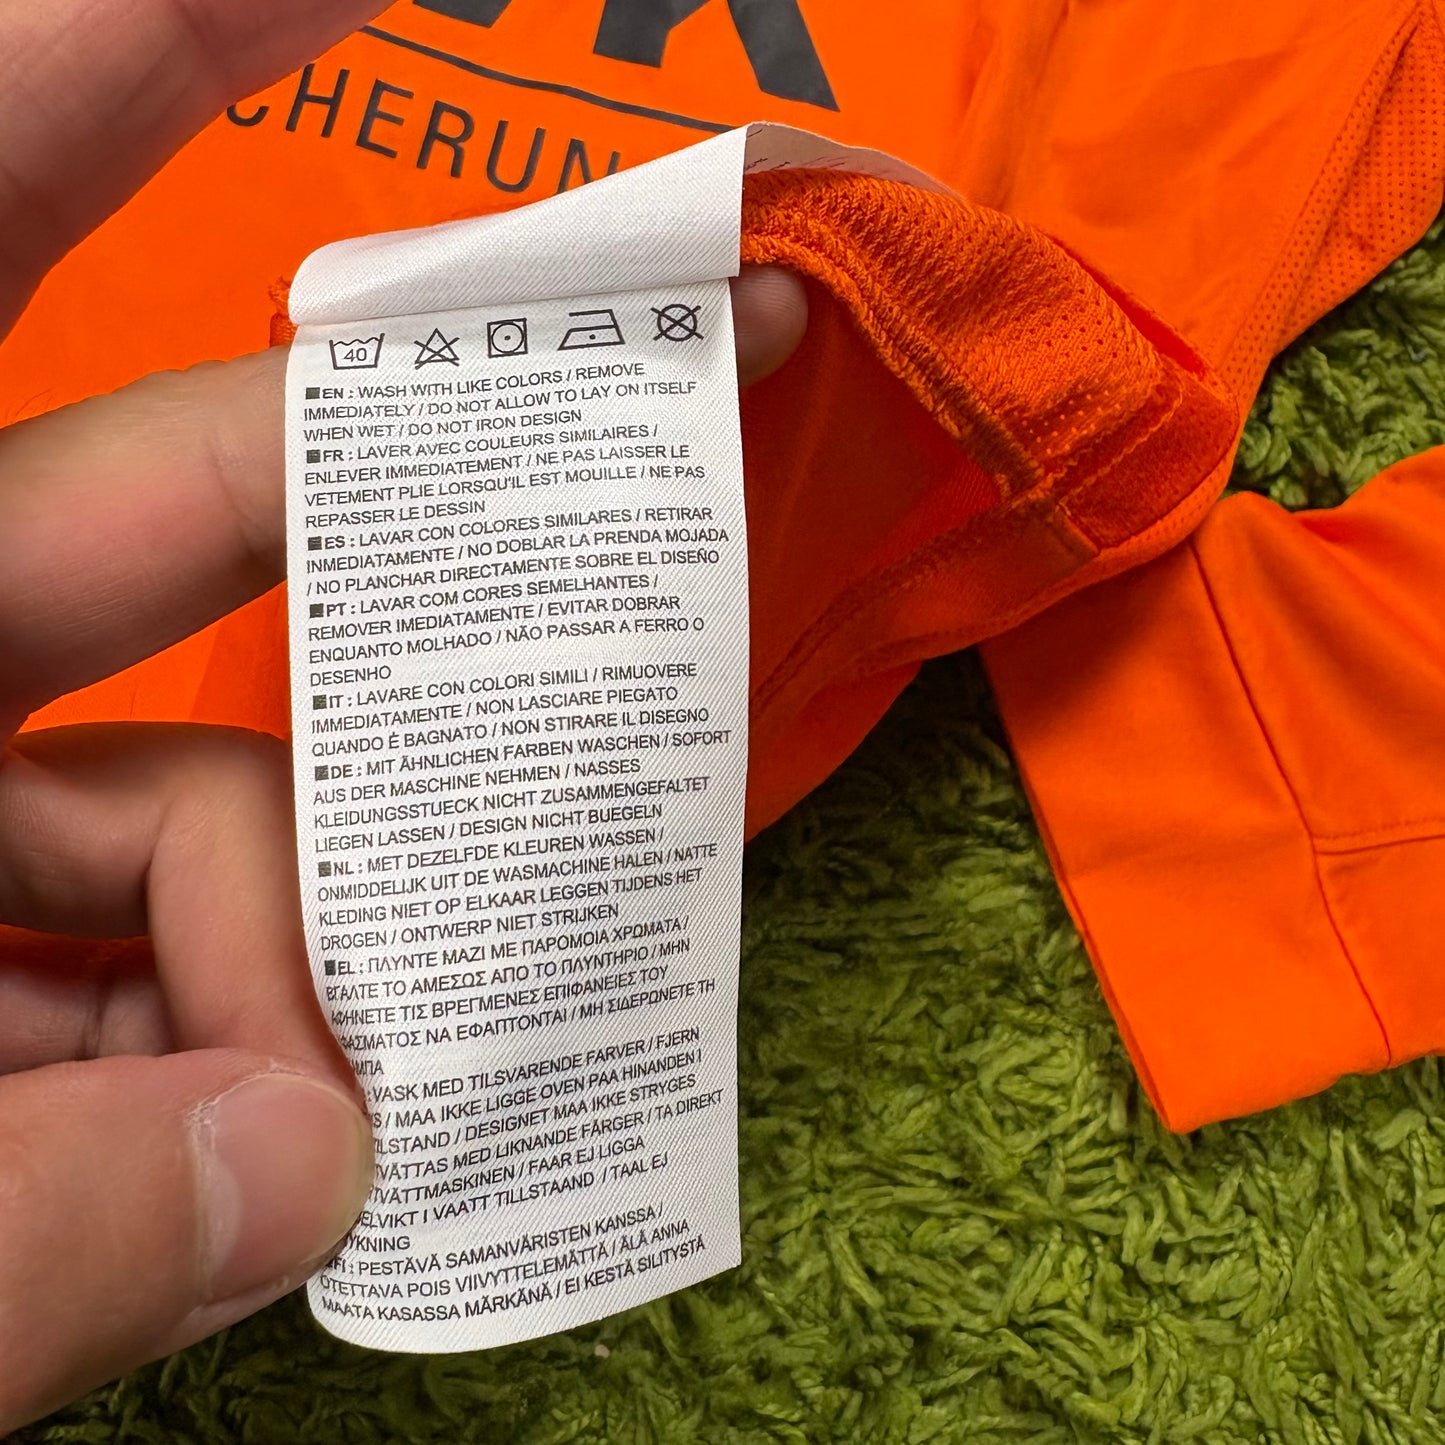 CHERUN
40
EN : WASH WITH LIKE COLORS / REMOVE
IMMEDIATELY / DO NOT ALLOW TO LAY ON ITSELF
WHEN WET / DO NOT IRON DESIGN
FR : LAVER AVEC COULEURS SIMILAIRES /
ENLEVER IMMEDIATEMENT / NE PAS LAISSER LE
VETEMENT PLIE LORSQU'IL EST MOUILLE / NE PAS
REPASSER LE DESSIN
ES : LAVAR CON COLORES SIMILARES / RETIRAR
INMEDIATAMENTE / NO DOBLAR LA PRENDA MOJADA
/ NO PLANCHAR DIRECTAMENTE SOBRE EL DISEÑO
PT : LAVAR COM CORES SEMELHANTES /
REMOVER IMEDIATAMENTE / EVITAR DOBRAR
ENQUANTO MOLHADO / NÃO PASSAR A FERRO O
DESENHO
IT : LAVARE CON COLORI SIMILI / RIMUOVERE
IMMEDIATAMENTE / NON LASCIARE PIEGATO
QUANDO È BAGNATO / NON STIRARE IL DISEGNO
DE : MIT ÄHNLICHEN FARBEN WASCHEN / SOFORT
AUS DER MASCHINE NEHMEN / NASSES
KLEIDUNGSSTUECK NICHT ZUSAMMENGEFALTET
LIEGEN LASSEN / DESIGN NICHT BUEGELN
NL : MET DEZELFDE KLEUREN WASSEN /
ONMIDDELIJK UIT DE WASMACHINE HALEN / NATTE
KLEDING NIET OP ELKAAR LEGGEN TIJDENS HET
DROGEN / ONTWERP NIET STRIJKEN
EL : ΠΛΥΝΤΕ ΜΑΖΙ ΜΕ ΠΑΡΟΜΟΙΑ ΧΡΩΜΑΤΑ /
ΒΓΑΛΤΕ ΤΟ ΑΜΕΣΩΣ ΑΠΟ ΤΟ ΠΛΥΝΤΗΡΙΟ / ΜΗΝ
ΑΦΗΝΕΤΕ ΤΙΣ ΒΡΕΓΜΕΝΕΣ ΕΠΙΦΑΝΕΙΕΣ ΤΟΥ
ΑΣΜΑΤΟΣ ΝΑ ΕΦΑΠΤΟΝΤΑΙ / ΜΗ ΣΙΔΕΡΩΝΕΤΕ ΤΗ
ΜΠΑ
: VASK MED TILSVARENDE FARVER / FJERN
S / MAA IKKE LIGGE OVEN PAA HINANDEN I
ILSTAND / DESIGNET MAA IKKE STRYGES
TVÄTTAS MED LIKNANDE FÄRGER / TA DIREKT
TVÄTTMASKINEN / FAAR EJ LIGGA
ELVIKT I VAATT TILLSTAAND / TAAL EJ
YKNING
FI : PESTÄVÄ SAMANVÄRISTEN KANSSA /
OTETTAVA POIS VIIVYTTELEMÄTTÄ / ÄLÄ ANNA
MAATA KASASSA MÄRKÄNÄ / EI KESTÄ SILITYSTÄ